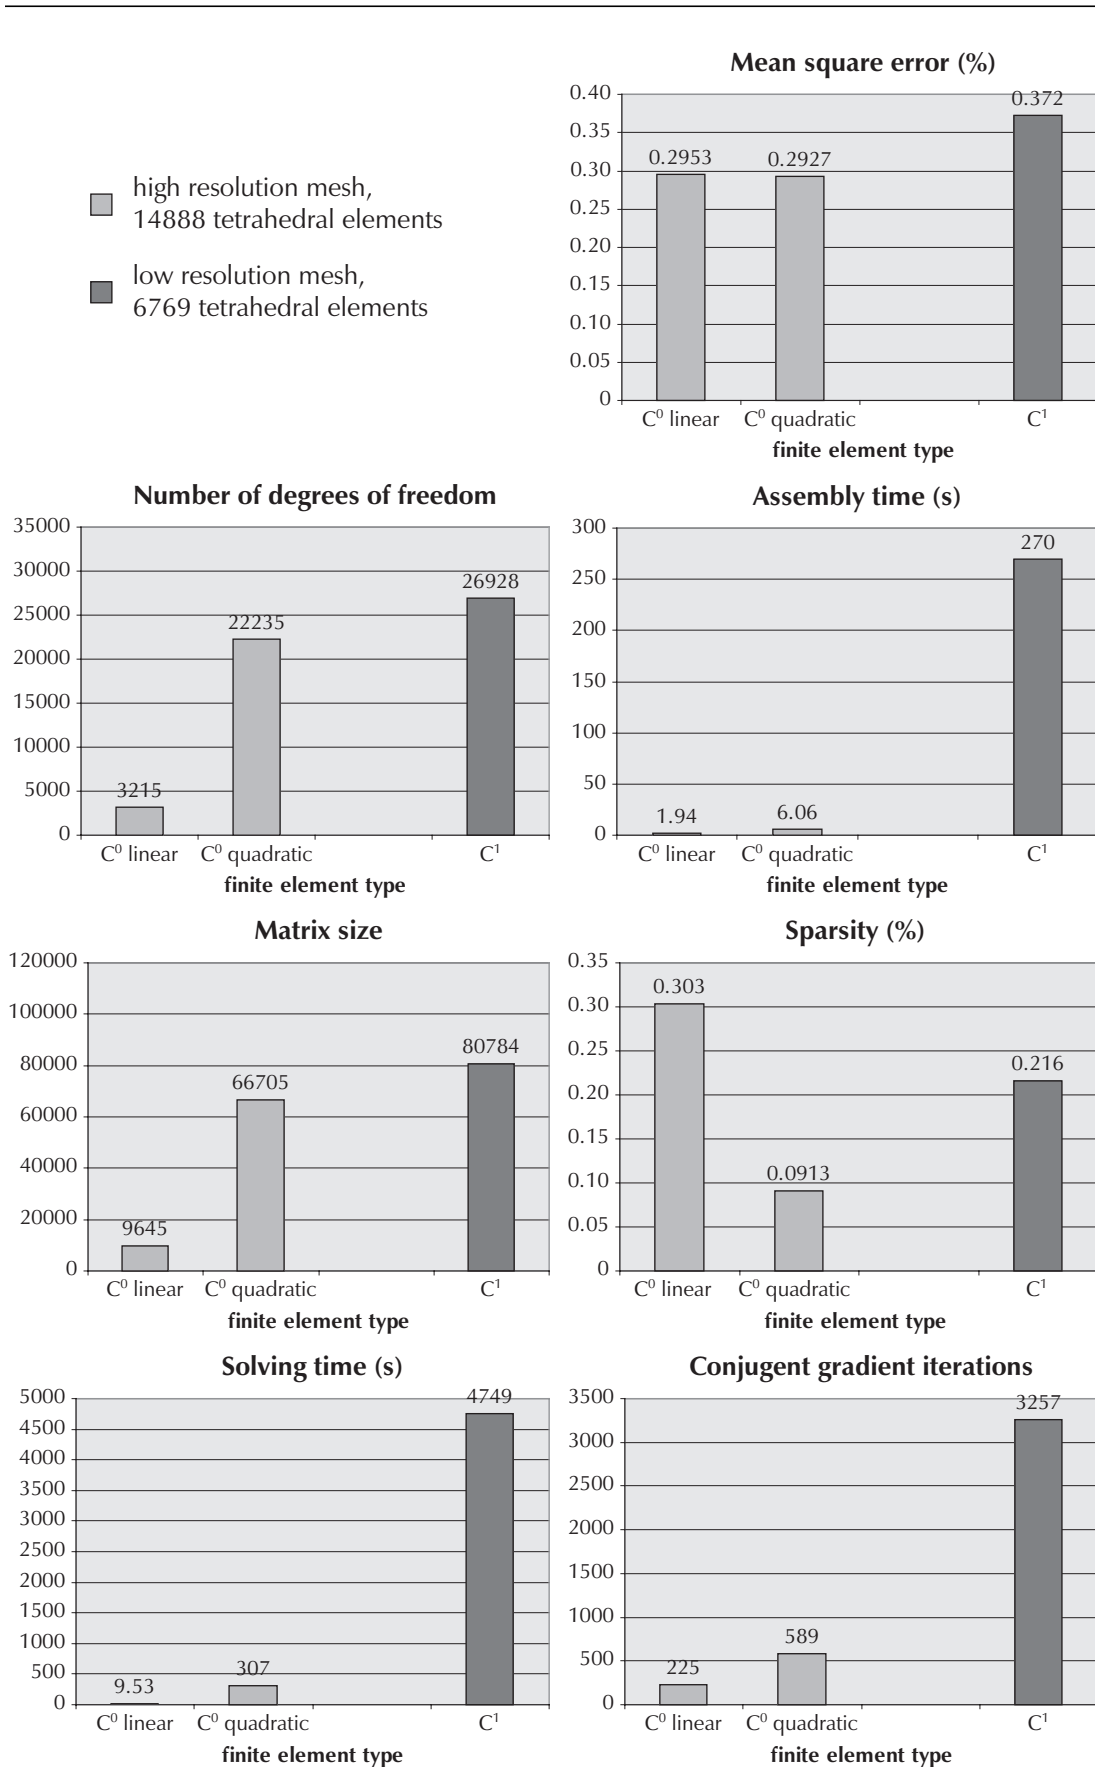 Mean square error (%)
0.40
0.35
0.30
0.25
0.20
0.15
0.10
0.05
0
0.2953
0.2927
0.372
C⁰ linear
C⁰ quadratic
C¹
finite element type
high resolution mesh,
14888 tetrahedral elements
low resolution mesh,
6769 tetrahedral elements
Number of degrees of freedom
35000
30000
25000
20000
15000
10000
5000
0
3215
22235
26928
C⁰ linear
C⁰ quadratic
C¹
finite element type
Assembly time (s)
300
250
200
150
100
50
0
1.94
6.06
270
C⁰ linear
C⁰ quadratic
C¹
finite element type
Matrix size
120000
100000
80000
60000
40000
20000
0
9645
66705
80784
C⁰ linear
C⁰ quadratic
C¹
finite element type
Sparsity (%)
0.35
0.30
0.25
0.20
0.15
0.10
0.05
0
0.303
0.0913
0.216
C⁰ linear
C⁰ quadratic
C¹
finite element type
Solving time (s)
5000
4500
4000
3500
3000
2500
2000
1500
1000
500
0
9.53
307
4749
C⁰ linear
C⁰ quadratic
C¹
finite element type
Conjugent gradient iterations
3500
3000
2500
2000
1500
1000
500
0
225
589
3257
C⁰ linear
C⁰ quadratic
C¹
finite element type